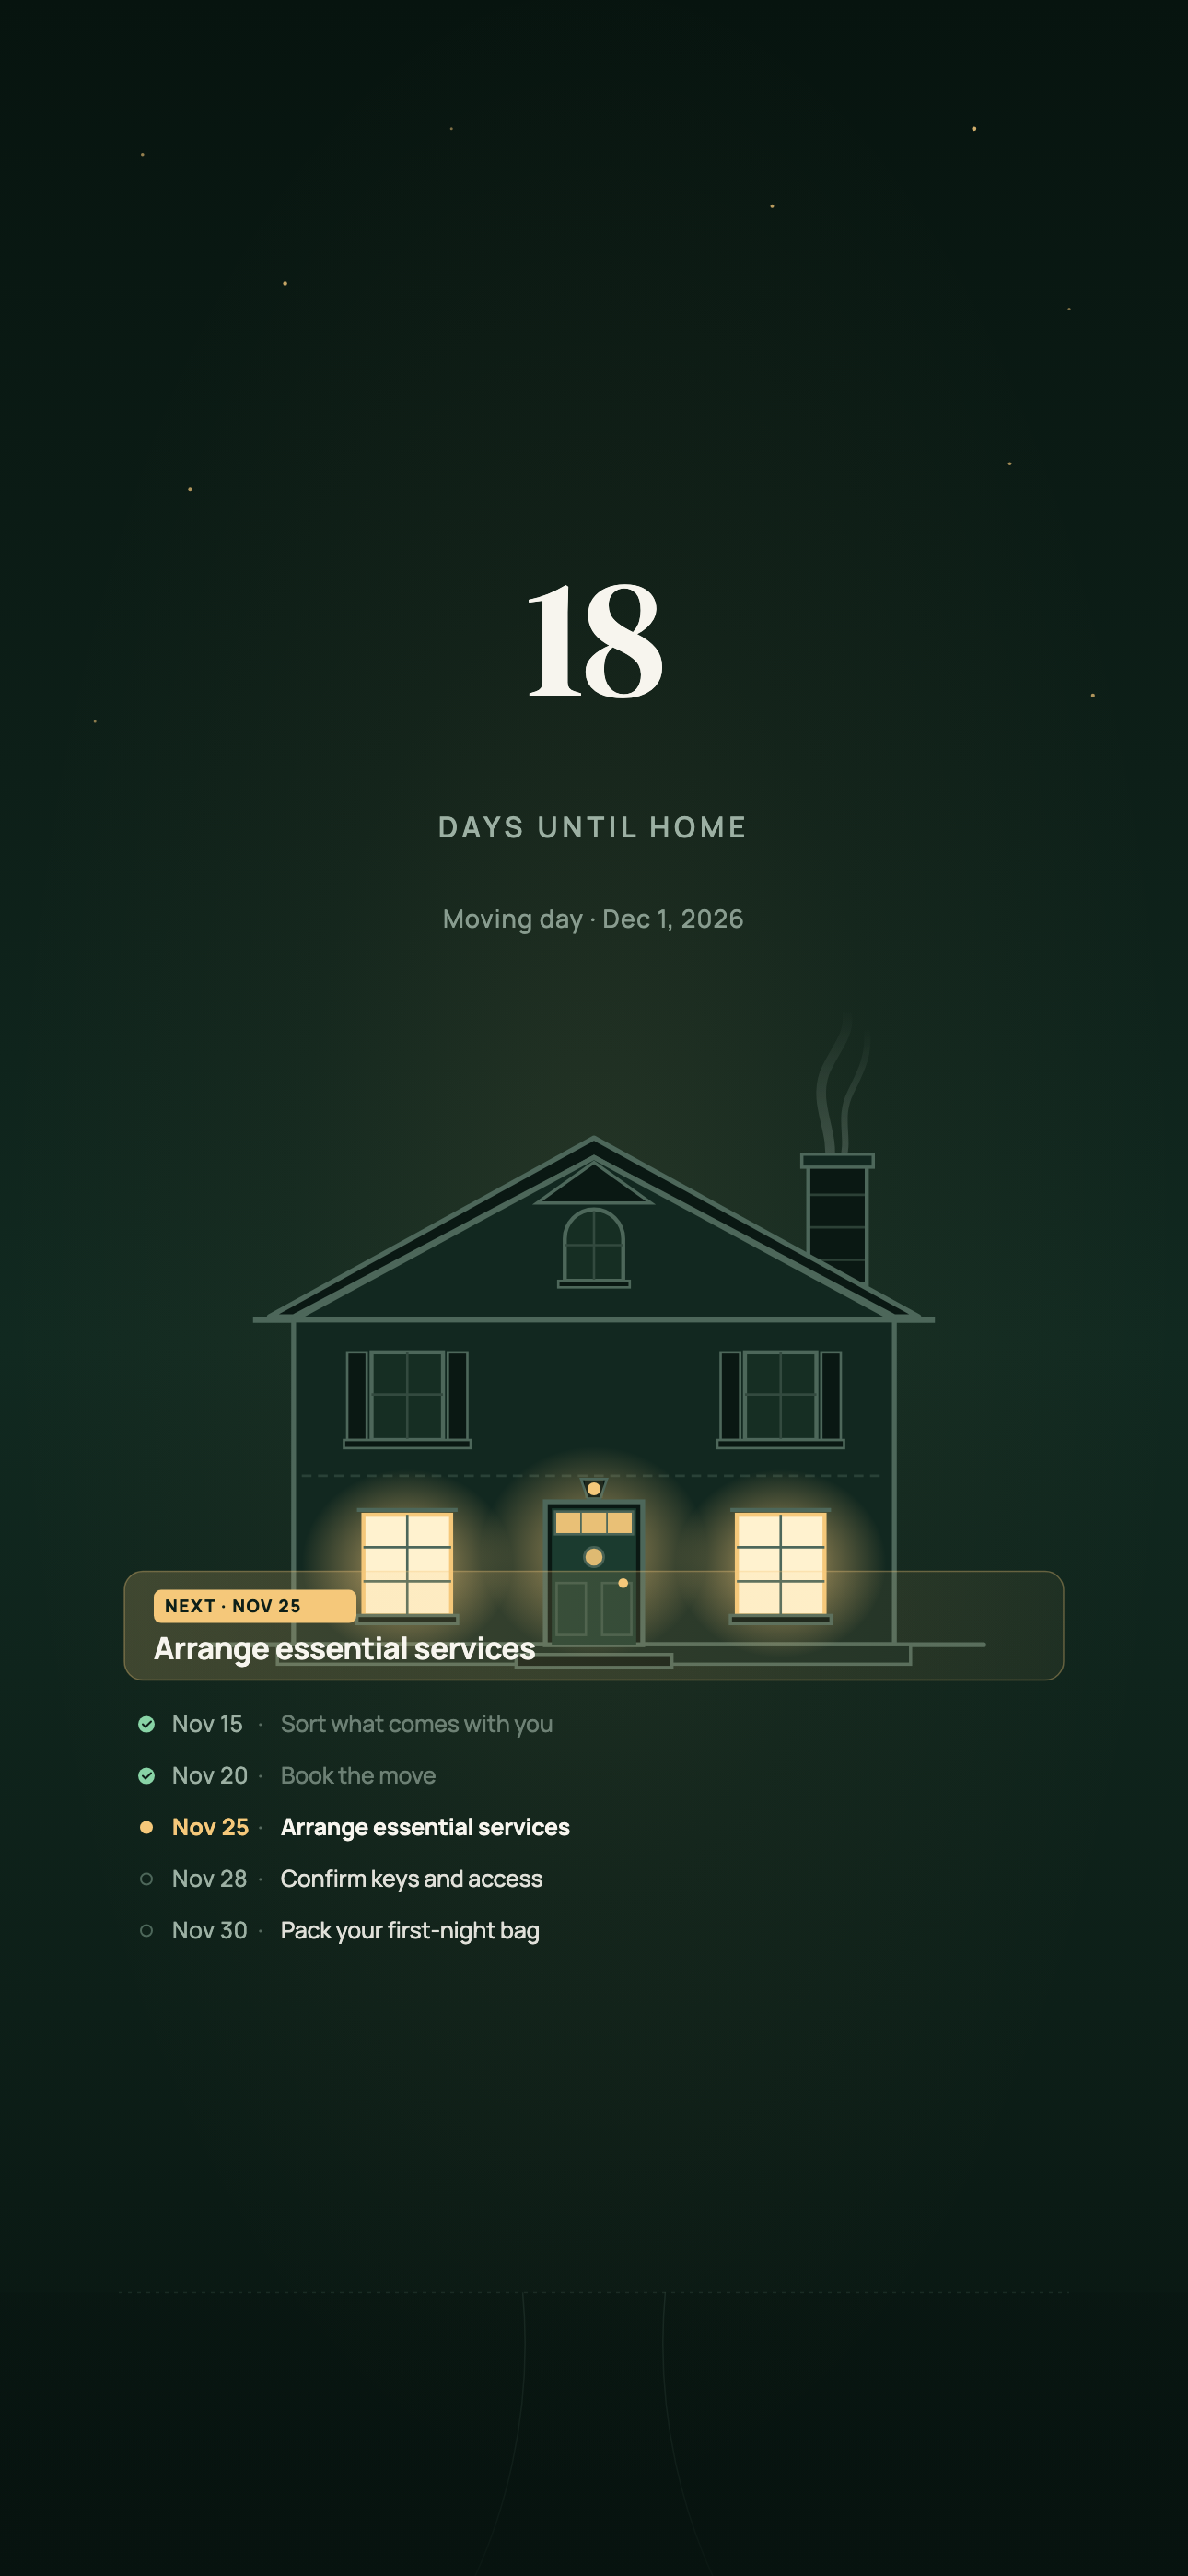 18
DAYS UNTIL HOME
Moving day · Dec 1, 2026
NEXT · NOV 25
Arrange essential services
Nov 15 · Sort what comes with you
Nov 20 · Book the move
Nov 25 · Arrange essential services
Nov 28 · Confirm keys and access
Nov 30 · Pack your first-night bag